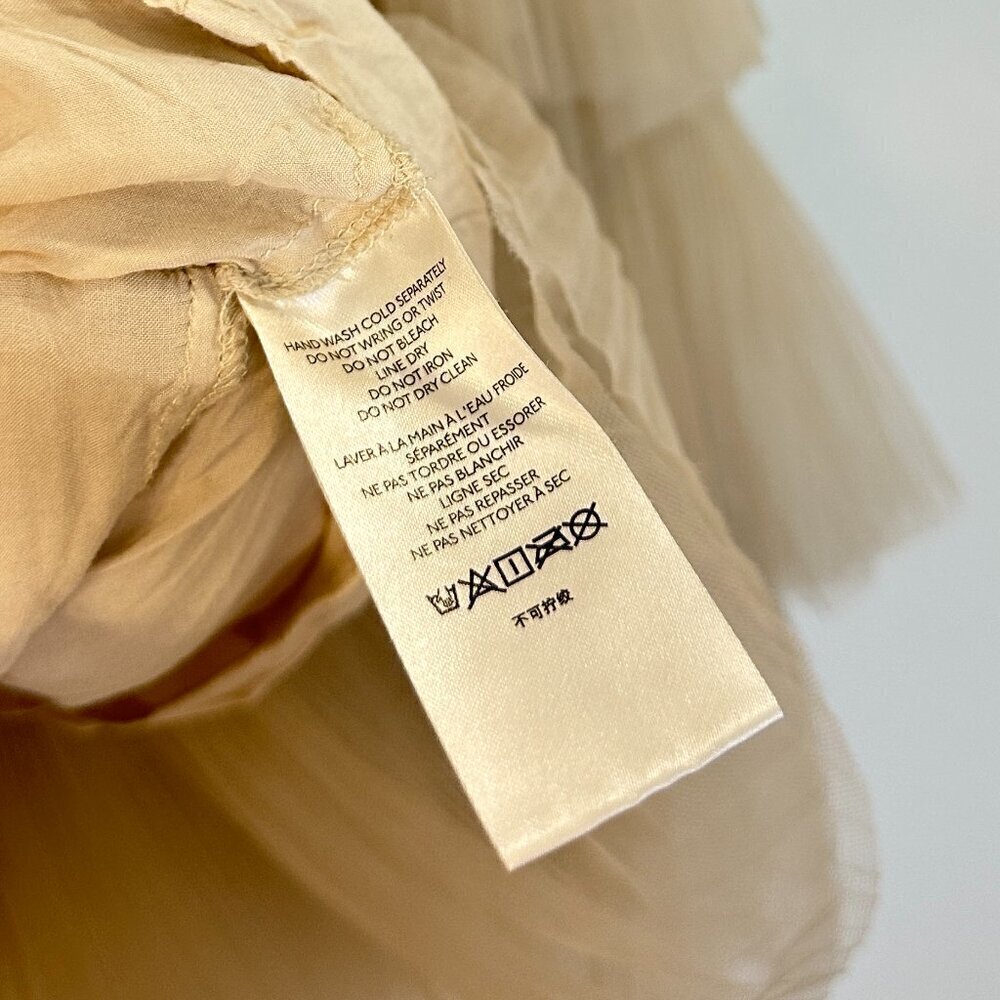 HAND WASH COLD SEPARATELY
DO NOT WRING OR TWIST
DO NOT BLEACH
LINE DRY
DO NOT IRON
DO NOT DRY CLEAN
LAVER À LA MAIN À L'EAU FROIDE
SÉPARÉMENT
NE PAS TORDRE OU ESSORER
NE PAS BLANCHIR
LIGNE SEC
NE PAS REPASSER
NE PAS NETTOYER À SEC
不可拧绞